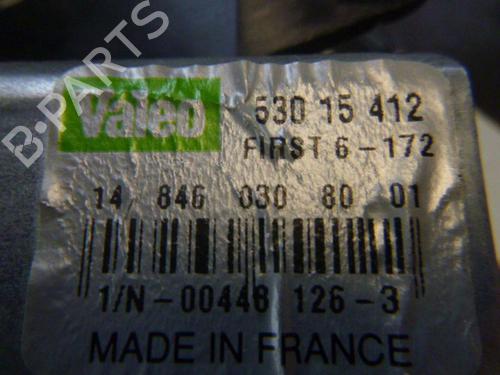 B-PARTS
Valeo
530 15 412
FIRST 6-172
14 846 030 80 01
1/N-00448 126-3
MADE IN FRANCE